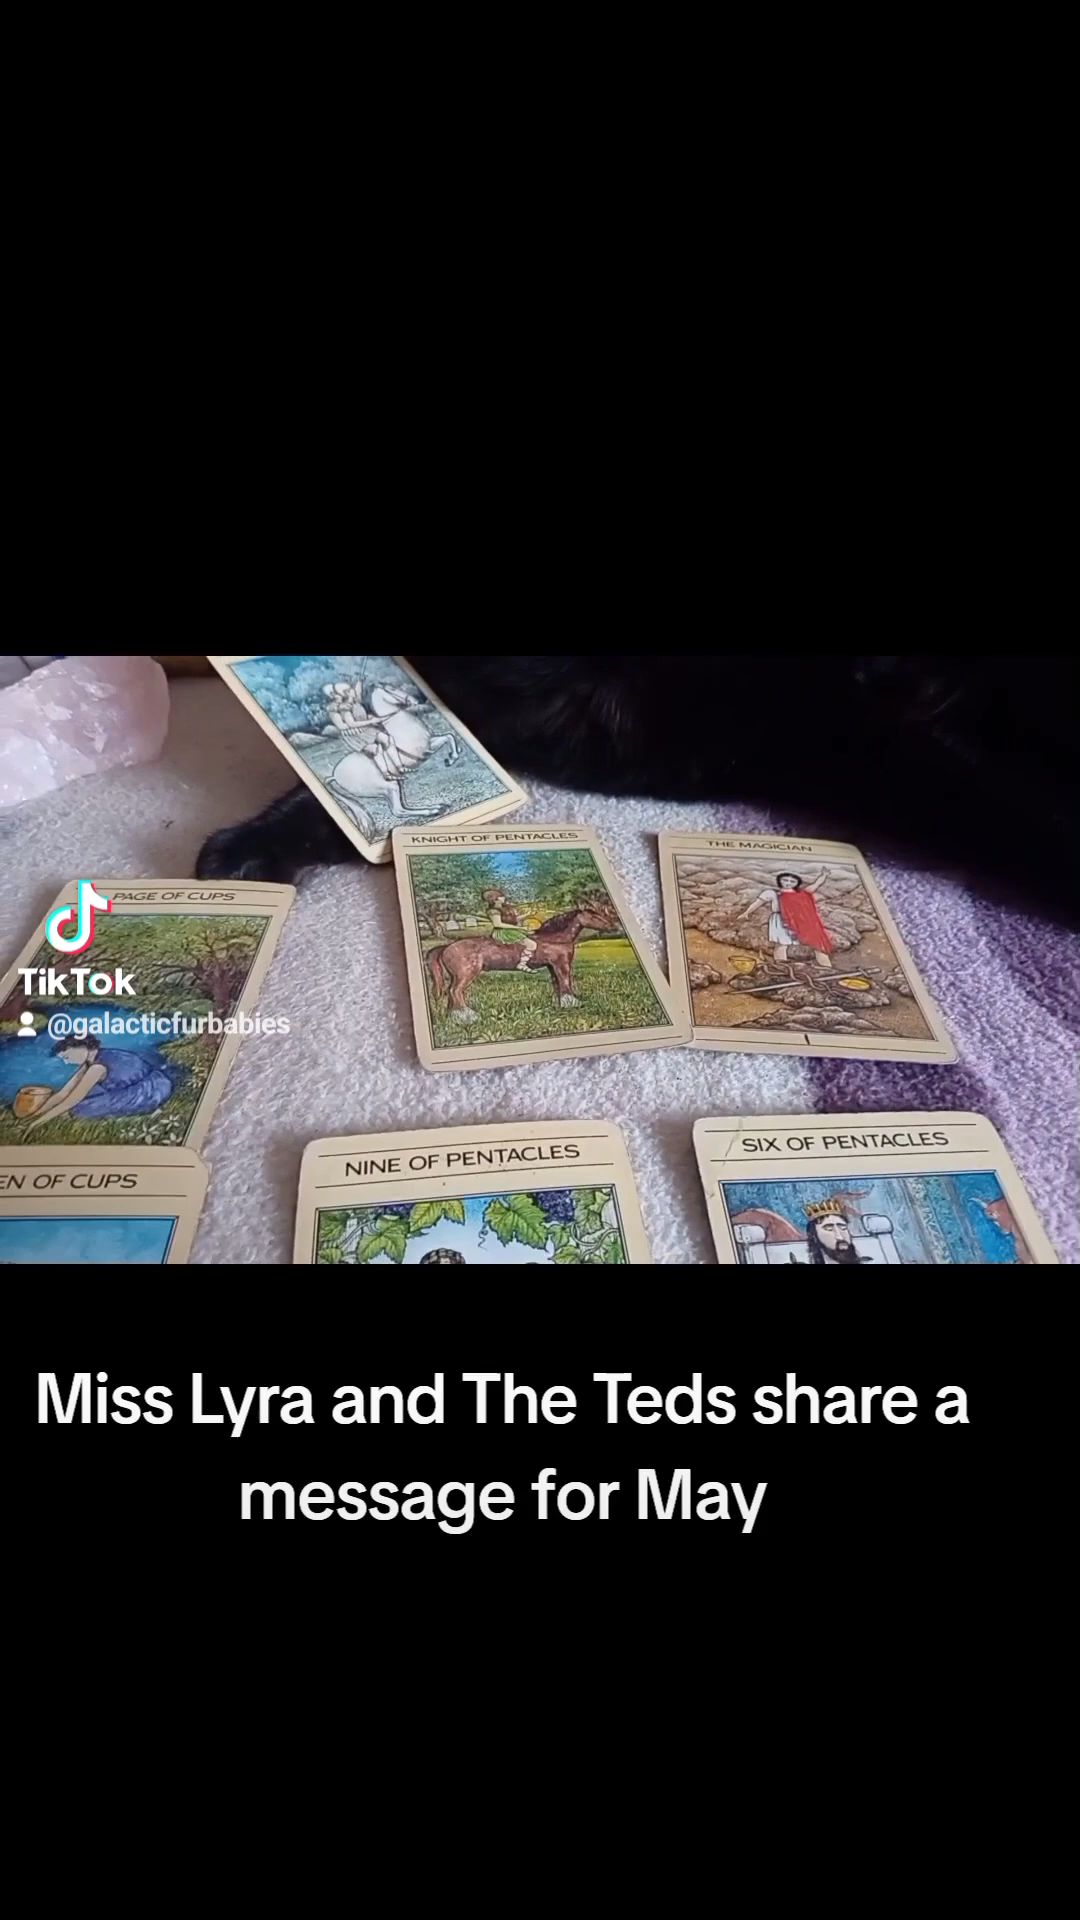 KNIGHT OF PENTACLES
THE MAGICIAN
PAGE OF CUPS
TikTok
@galacticfurbabies
I
NINE OF PENTACLES
SIX OF PENTACLES
OF CUPS
Miss Lyra and The Teds share a
message for May